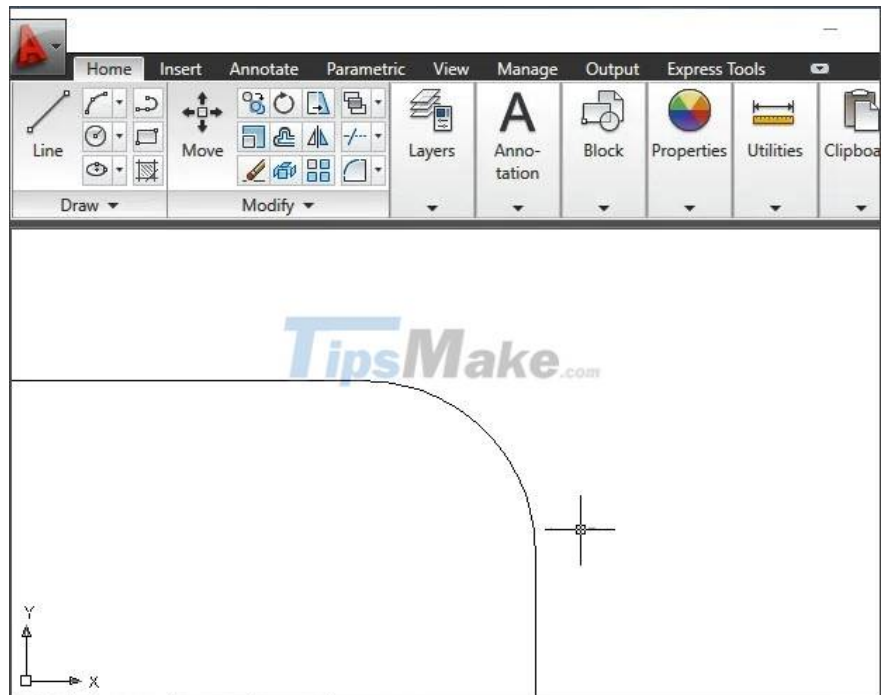 Home Insert Annotate Parametric View Manage Output Express Tools
Line Move Layers Anno- Block Properties Utilities Clipboa
tation
Draw Modify
TipsMake.com
Y
X